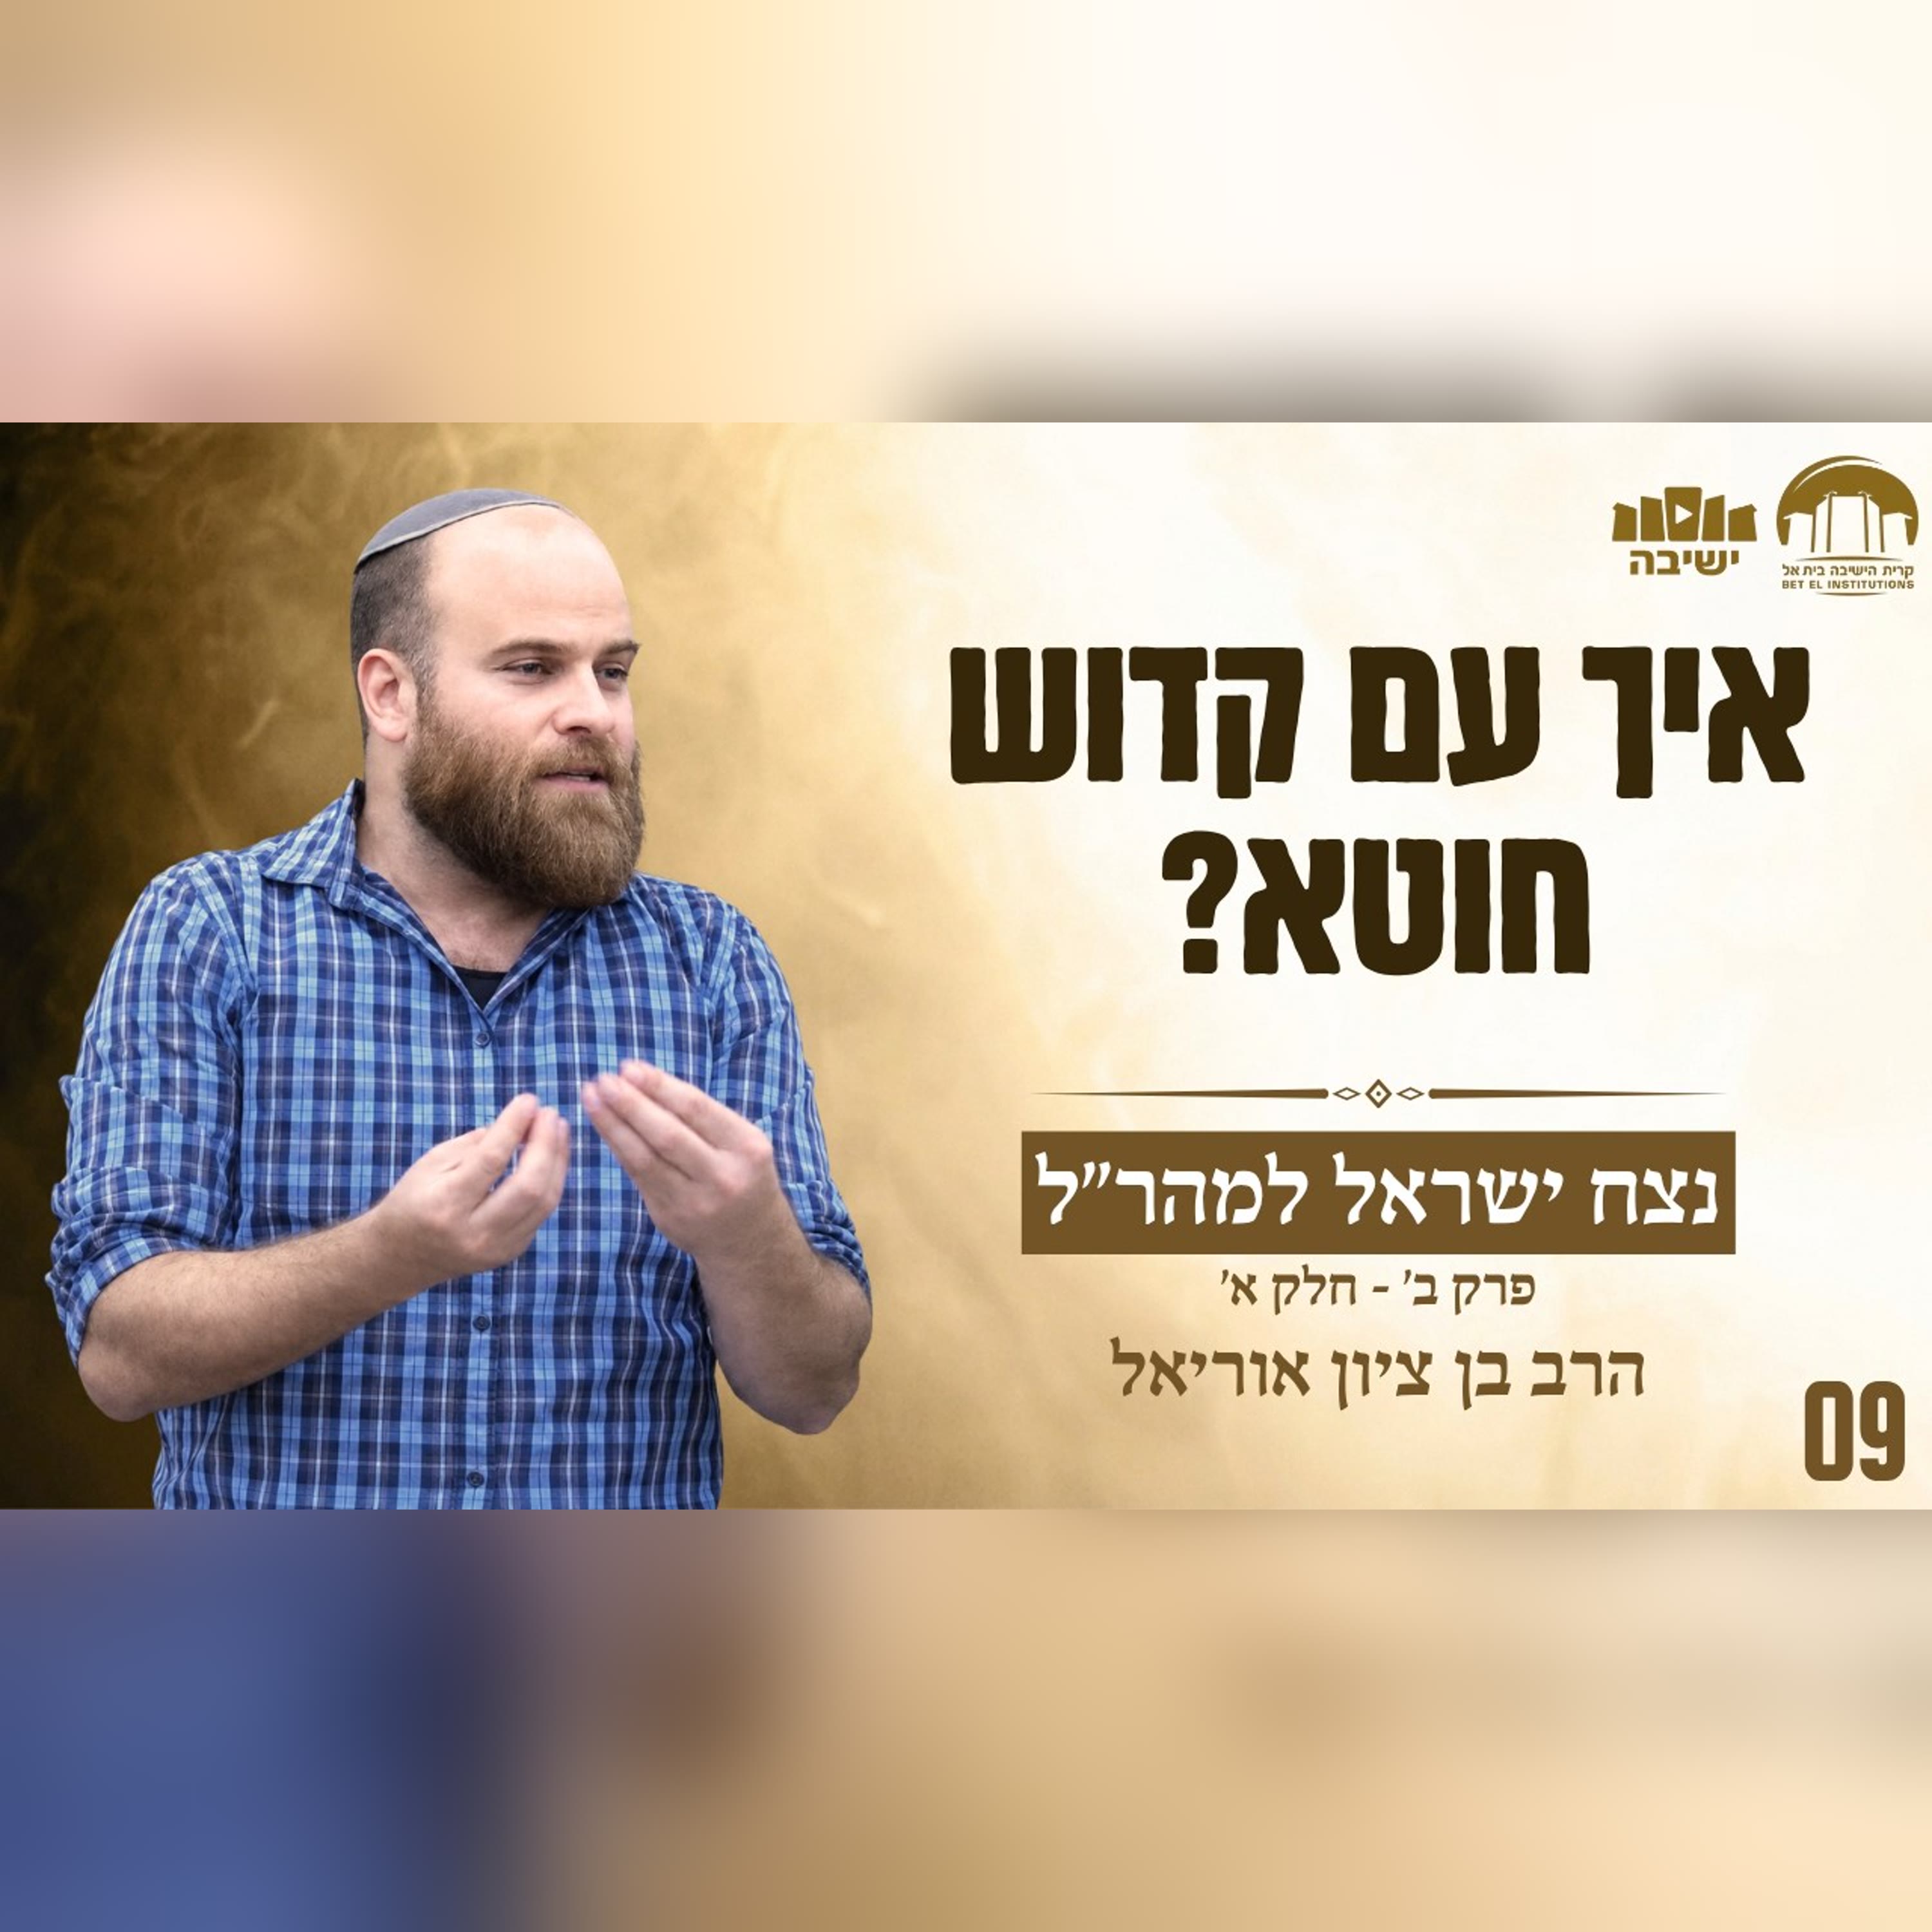 ישיבה
קרית הישיבה בית אל
BET EL INSTITUTIONS
איך עם קדוש
חוטא?
נצח ישראל למהר"ל
פרק ב' - חלק א'
הרב בן ציון אוריאל
09